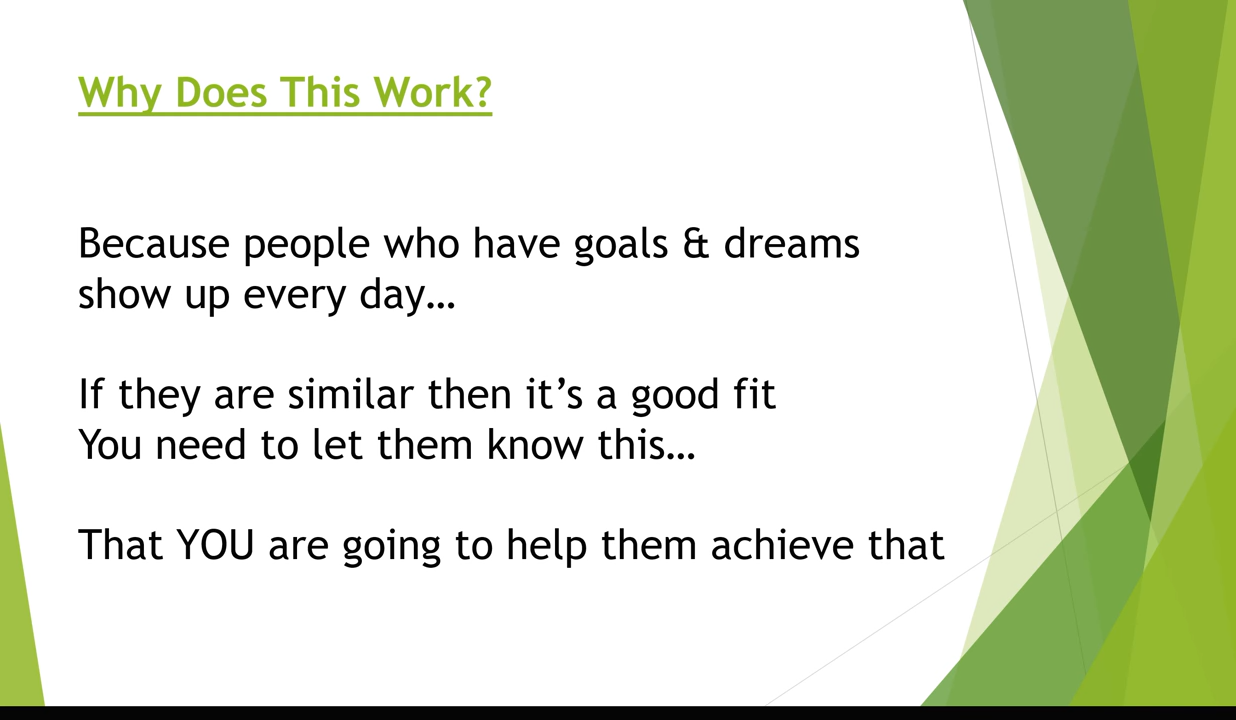 Why Does This Work?
Because people who have goals & dreams
show up every day…
If they are similar then it’s a good fit
You need to let them know this…
That YOU are going to help them achieve that